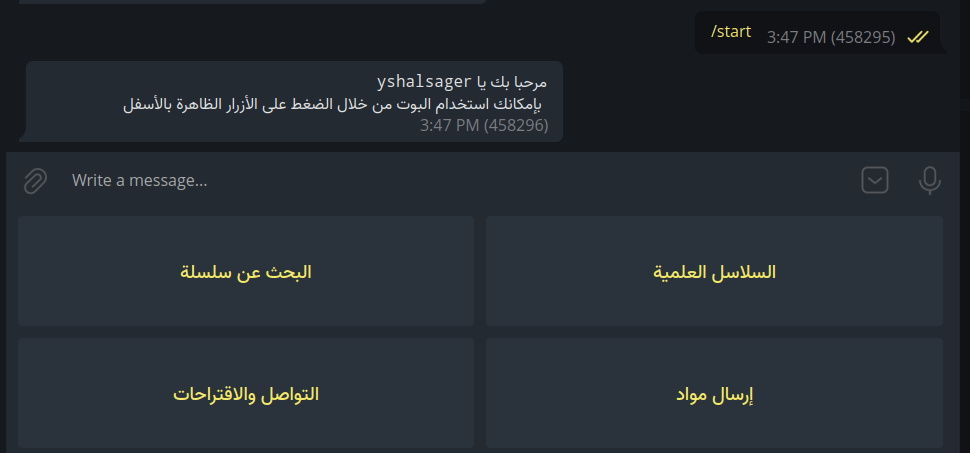 /start
3:47 PM (458295)
مرحبا بك يا yshalsager
بإمكانك استخدام البوت من خلال الضغط على الأزرار الظاهرة بالأسفل
3:47 PM (458296)
Write a message...
السلاسل العلمية
البحث عن سلسلة
إرسال مواد
التواصل والاقتراحات